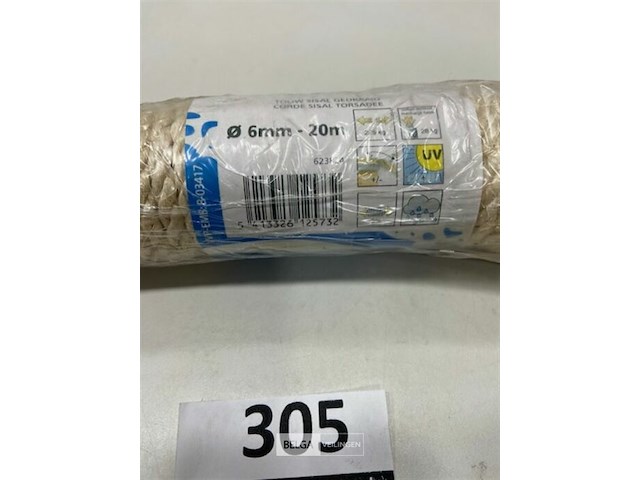 TOUW SISAL GEDRAAID
CORDE SISAL TORSADEE
Ø 6mm - 20m
UV
5 413326 125732
305
BELGA VEILINGEN